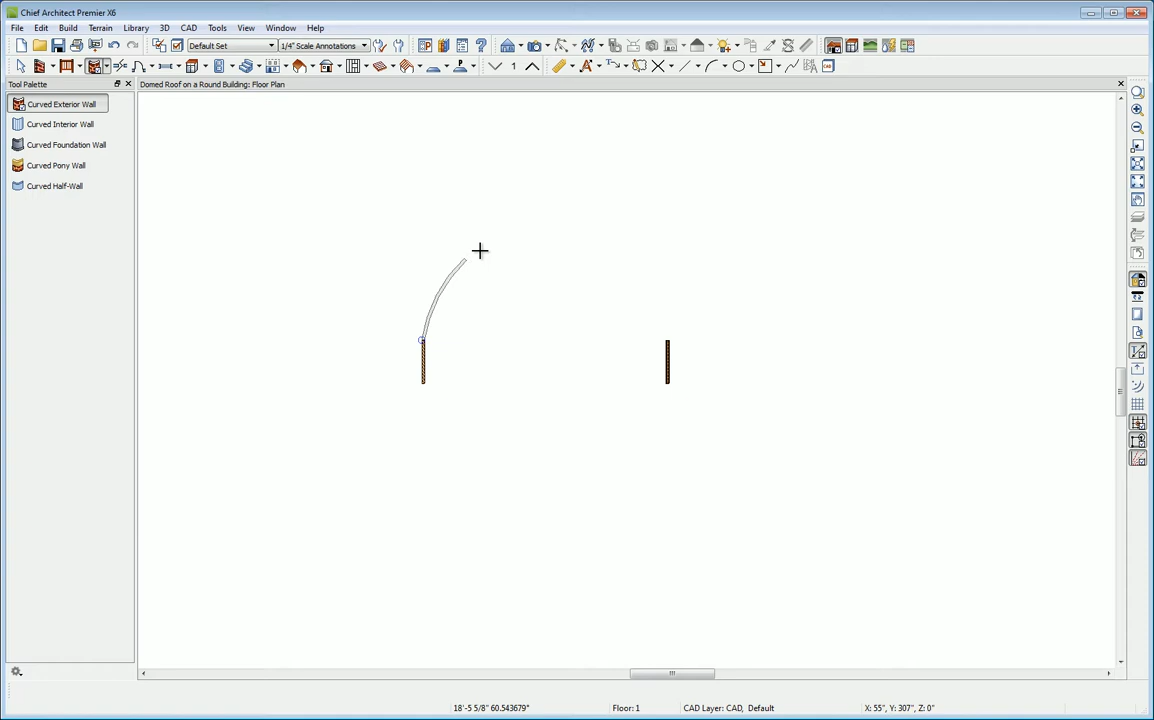 Chief Architect Premier X6
File Edit Build Terrain Library 3D CAD Tools View Window Help
Default Set 1/4" Scale Annotations
1
Tool Palette
Domed Roof on a Round Building: Floor Plan
Curved Exterior Wall
Curved Interior Wall
Curved Foundation Wall
Curved Pony Wall
Curved Half-Wall
18'-5 5/8" 60.543679° Floor: 1 CAD Layer: CAD, Default X: 55", Y: 307", Z: 0"